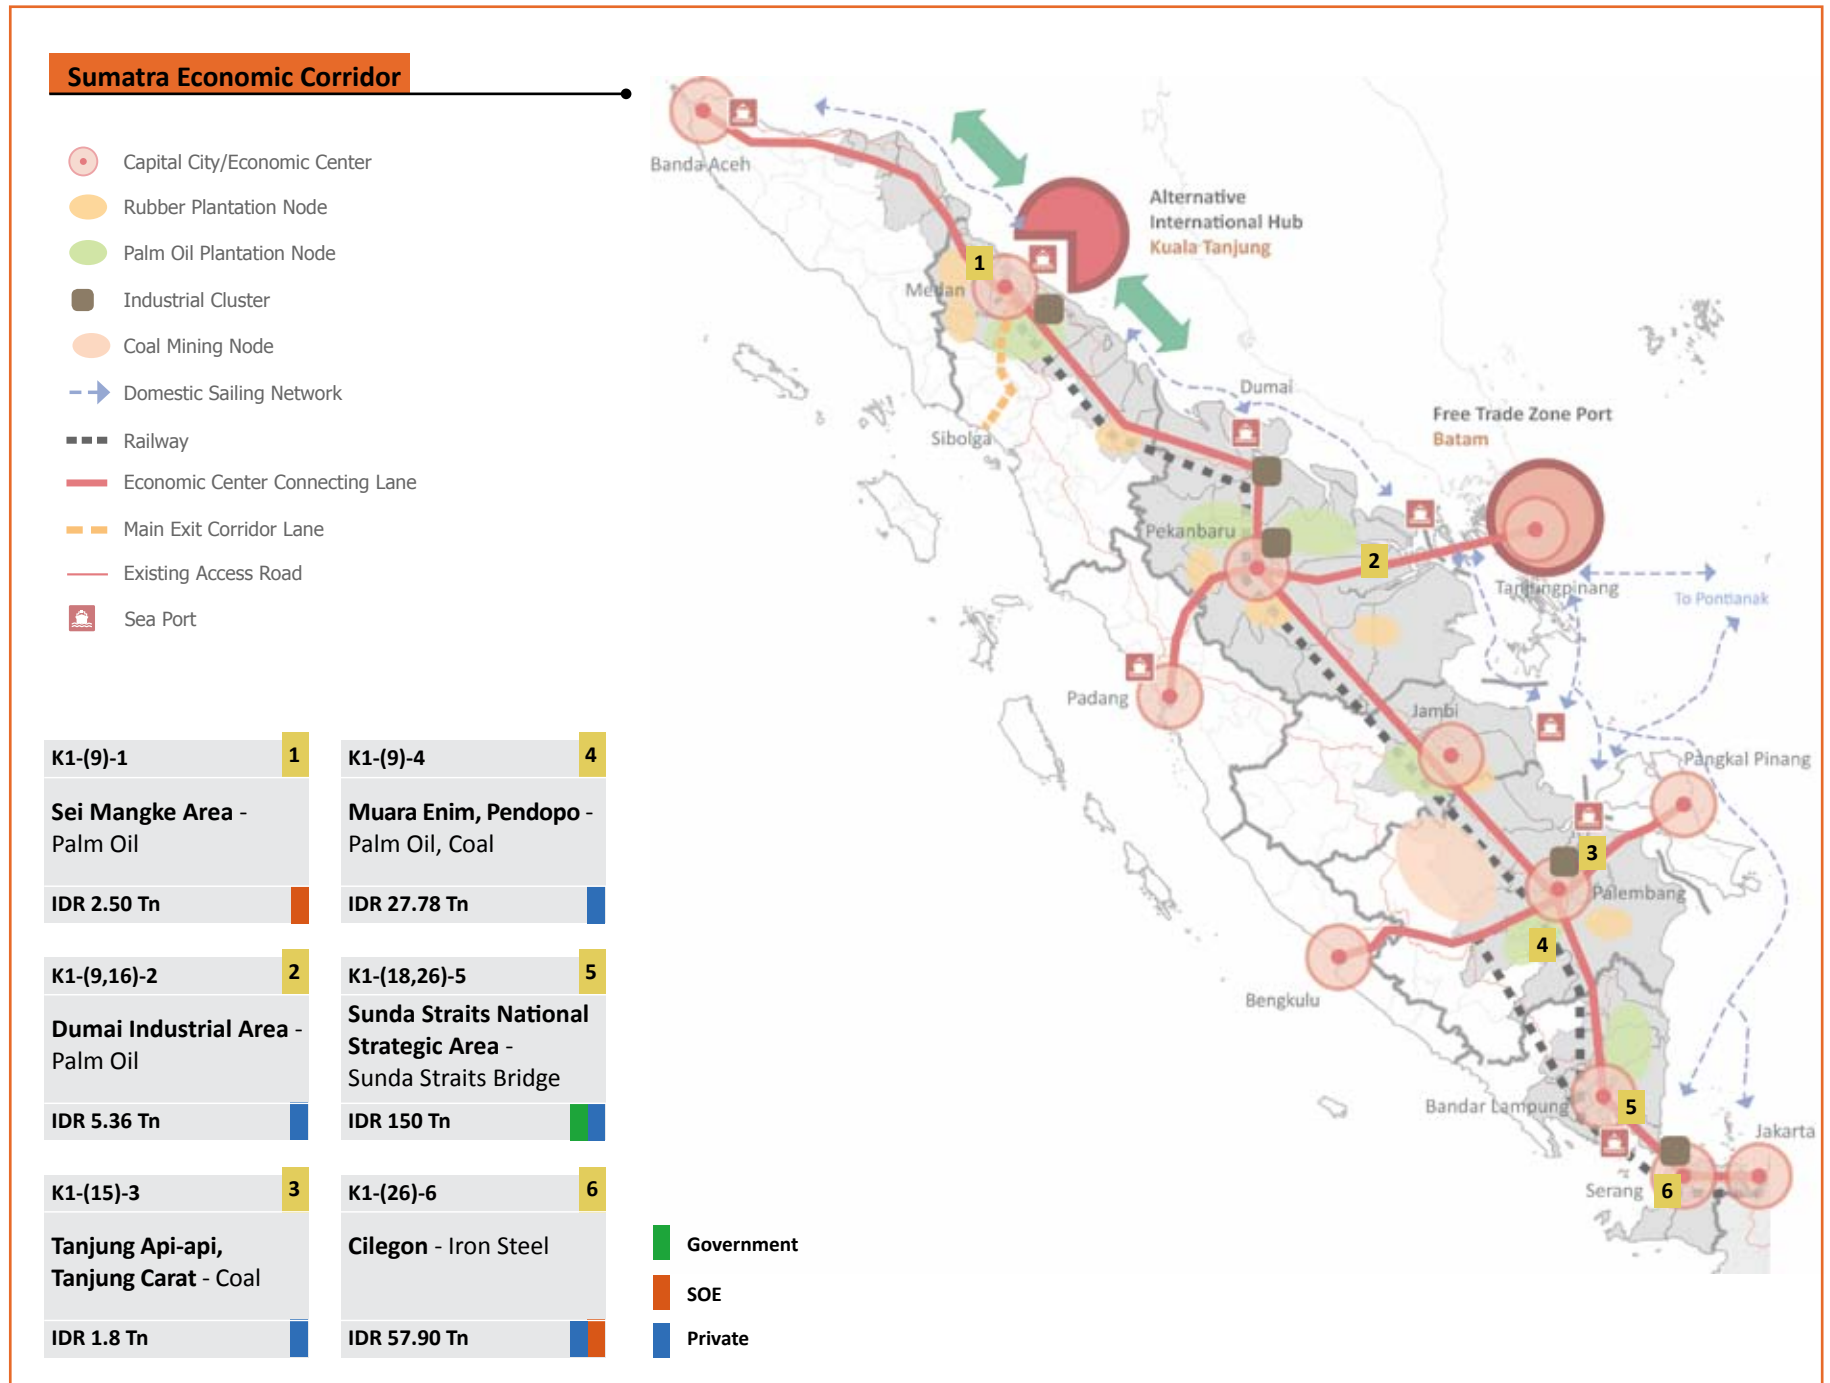 Sumatra Economic Corridor
Capital City/Economic Center
Rubber Plantation Node
Palm Oil Plantation Node
Industrial Cluster
Coal Mining Node
Domestic Sailing Network
Railway
Economic Center Connecting Lane
Main Exit Corridor Lane
Existing Access Road
Sea Port
K1-(9)-1
1
Sei Mangke Area -
Palm Oil
IDR 2.50 Tn
K1-(9)-4
4
Muara Enim, Pendopo -
Palm Oil, Coal
IDR 27.78 Tn
K1-(9,16)-2
2
Dumai Industrial Area -
Palm Oil
IDR 5.36 Tn
K1-(18,26)-5
5
Sunda Straits National
Strategic Area -
Sunda Straits Bridge
IDR 150 Tn
K1-(15)-3
3
Tanjung Api-api,
Tanjung Carat - Coal
IDR 1.8 Tn
K1-(26)-6
6
Cilegon - Iron Steel
IDR 57.90 Tn
Government
SOE
Private
Banda Aceh
Alternative
International Hub
Kuala Tanjung
1
Medan
Dumai
Free Trade Zone Port
Batam
Sibolga
Pekanbaru
2
Tanjungpinang
To Pontianak
Padang
Jambi
Pangkal Pinang
3
Palembang
4
Bengkulu
Bandar Lampung
5
Jakarta
Serang
6